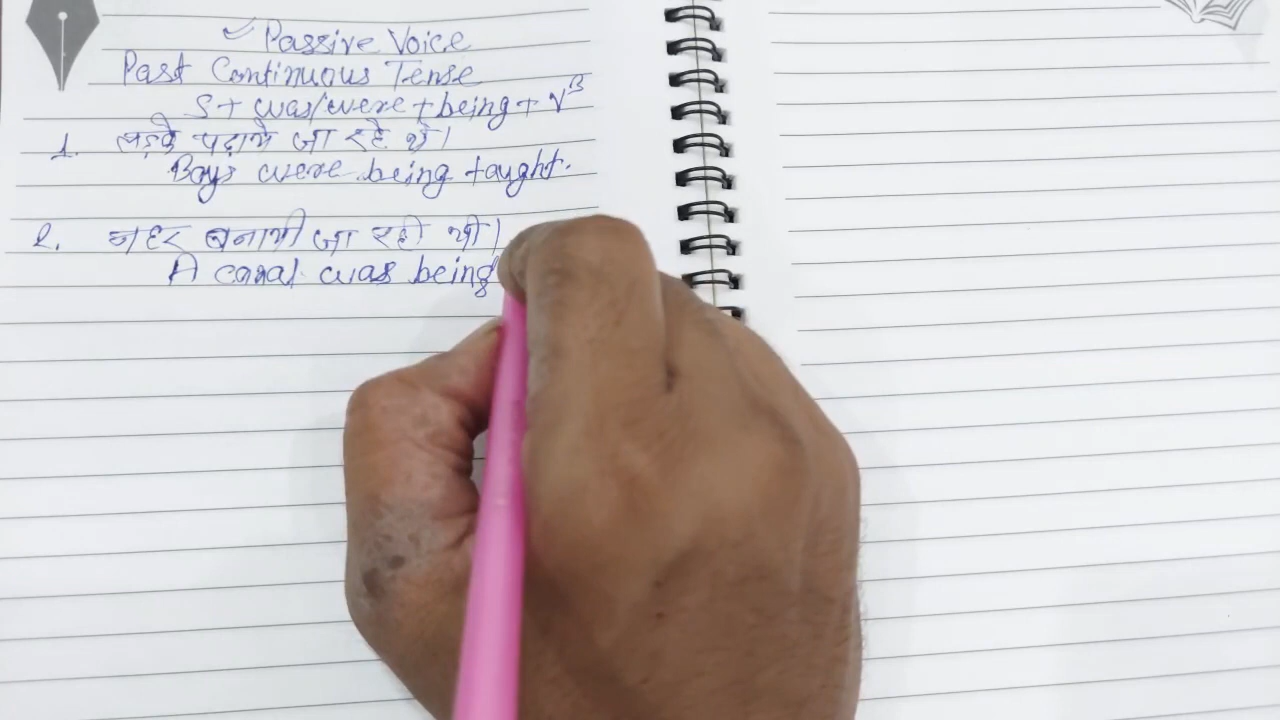 Passive Voice
Past Continuous Tense
S + was/were + being + V3
1. लड़के पढ़ाये जा रहे थे।
Boys were being taught.
2. नहर बनायी जा रही थी।
A canal was being